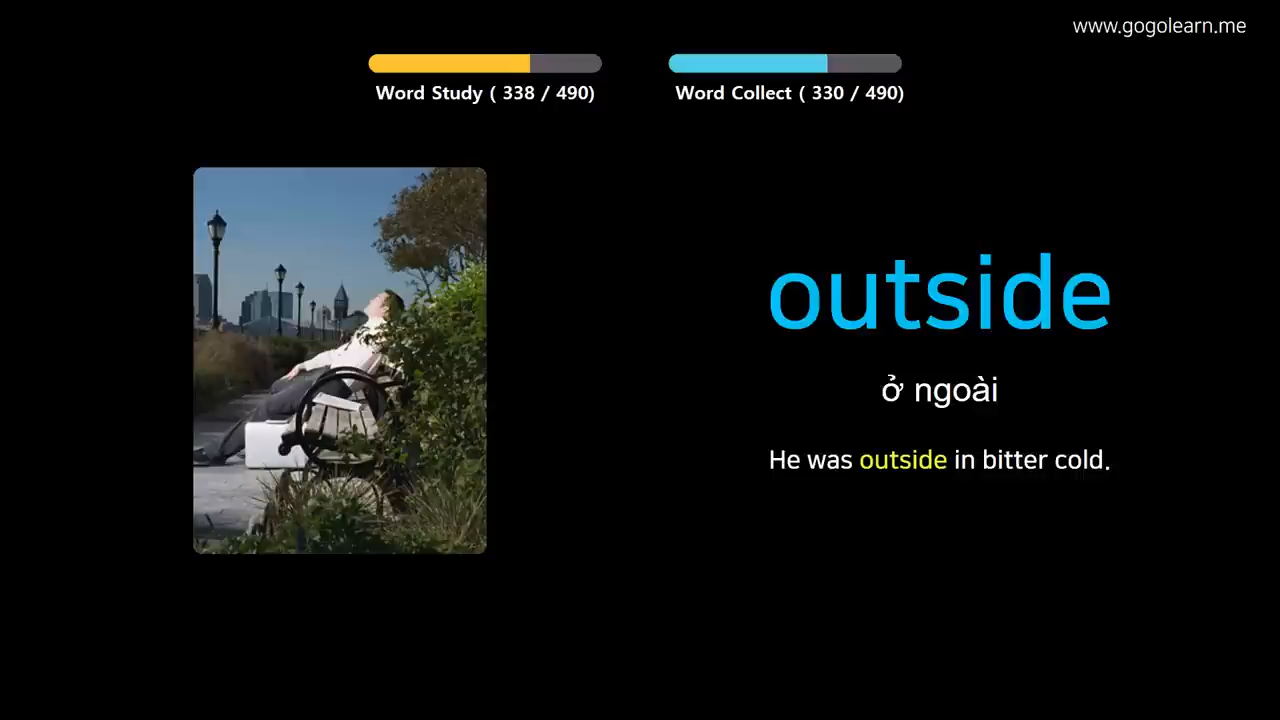 www.gogolearn.me
Word Study ( 338 / 490)
Word Collect ( 330 / 490)
outside
ở ngoài
He was outside in bitter cold.